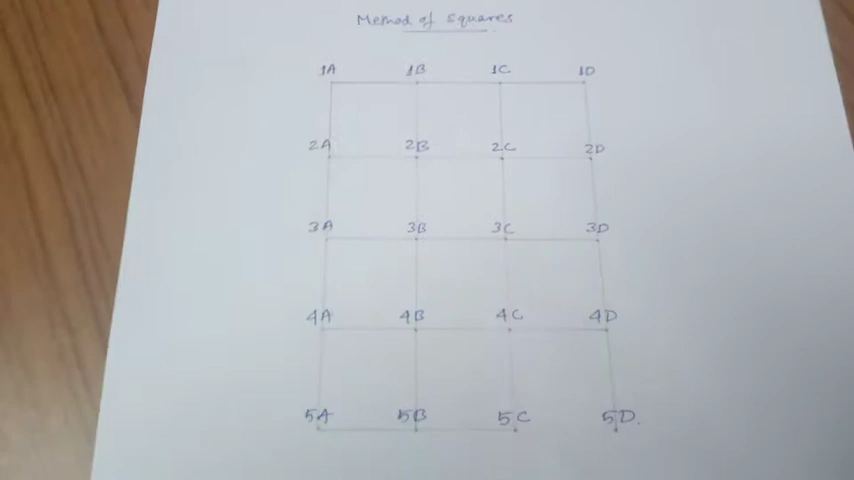 Method of Squares
1A 1B 1C 1D
2A 2B 2C 2D
3A 3B 3C 3D
4A 4B 4C 4D
5A 5B 5C 5D.